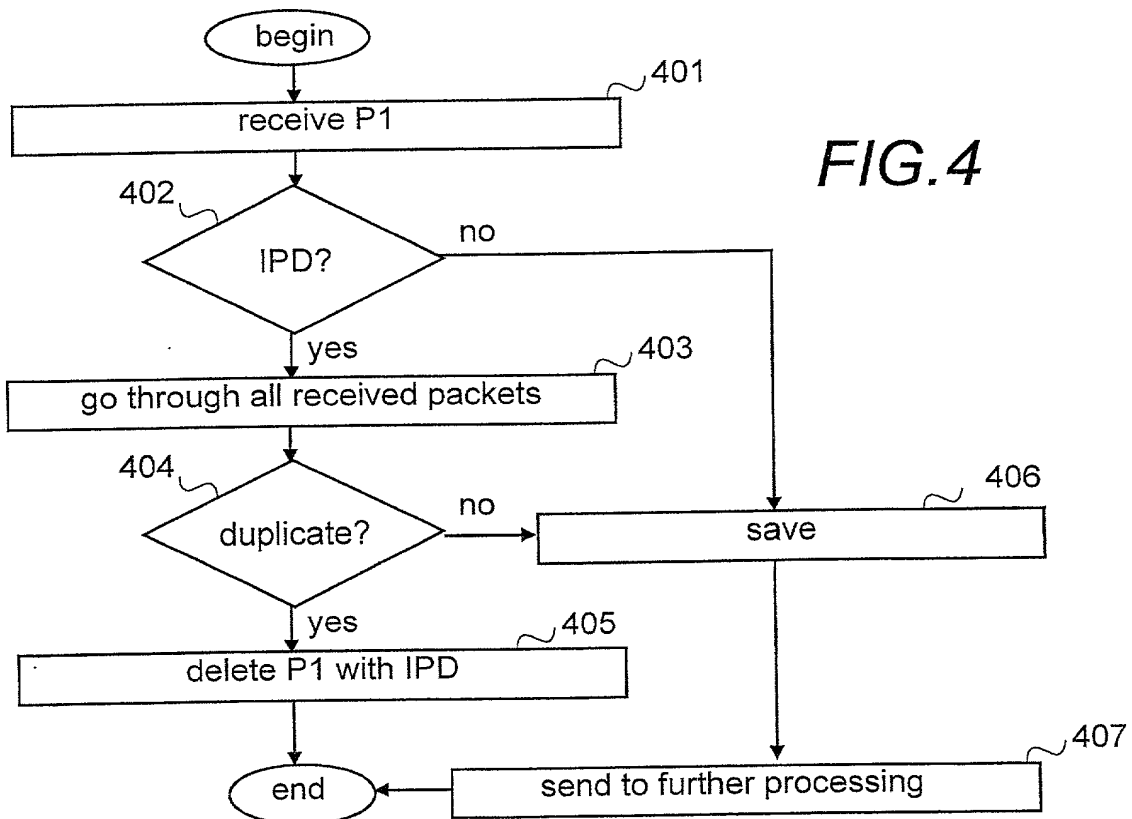 begin
401
receive P1
FIG.4
402
IPD?
no
yes
403
go through all received packets
404
duplicate?
no
406
save
yes
405
delete P1 with IPD
407
send to further processing
end